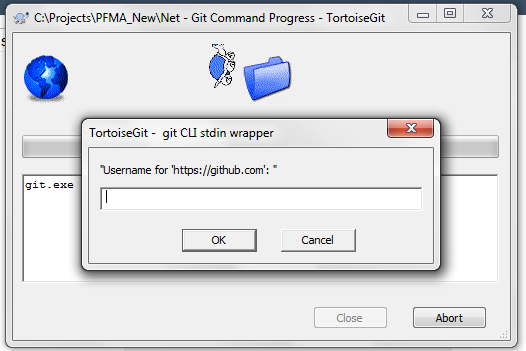 C:\Projects\PFMA_New\Net - Git Command Progress - TortoiseGit
TortoiseGit - git CLI stdin wrapper
"Username for 'https://github.com': "
git.exe
OK
Cancel
Close
Abort